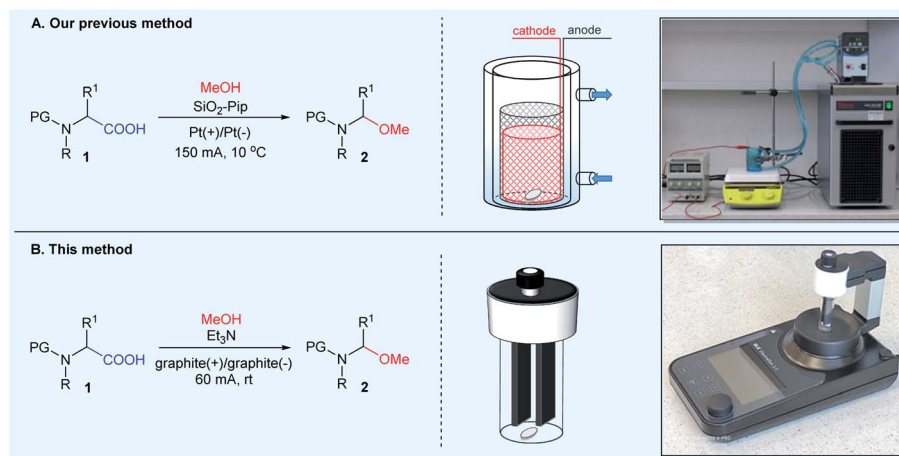 A. Our previous method
cathode
anode
MeOH
SiO2-Pip
Pt(+)/Pt(-)
150 mA, 10 ºC
PG
N
R
R1
COOH
1
PG
N
R
R1
OMe
2
B. This method
MeOH
Et3N
graphite(+)/graphite(-)
60 mA, rt
PG
N
R
R1
COOH
1
PG
N
R
R1
OMe
2